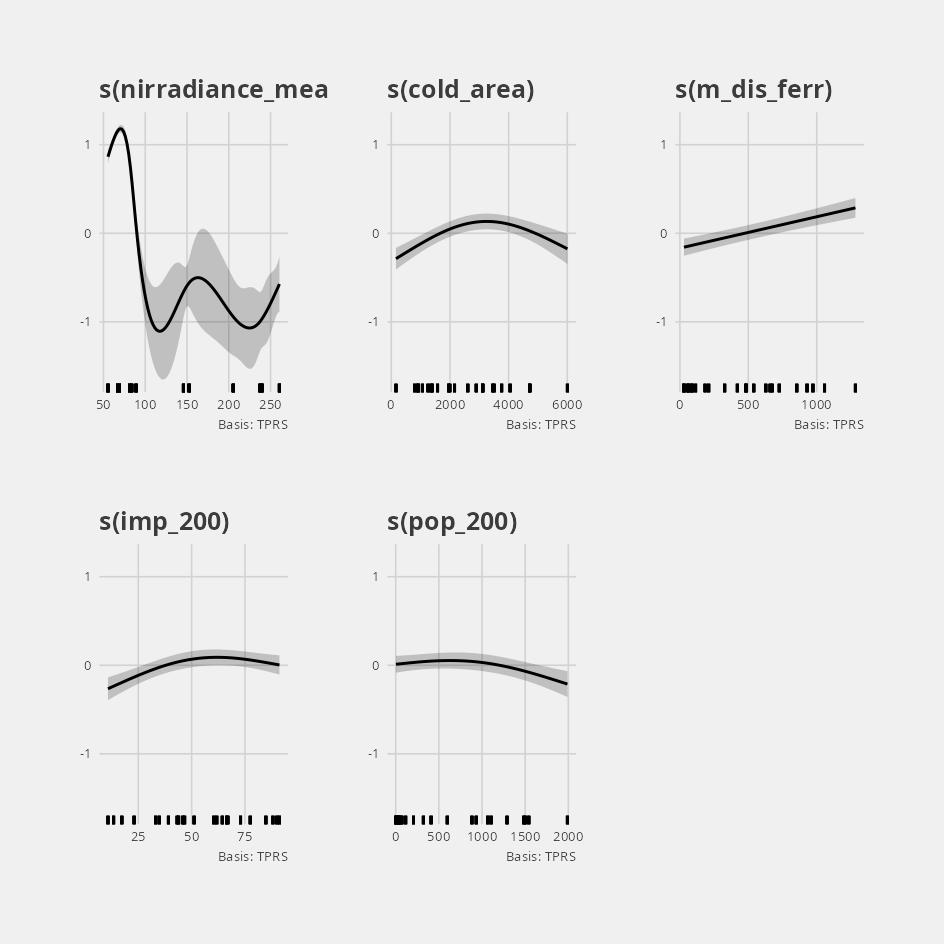 s(nirradiance_mea
s(cold_area)
s(m_dis_ferr)
1
0
-1
50 100 150 200 250
Basis: TPRS
1
0
-1
0 2000 4000 6000
Basis: TPRS
1
0
-1
0 500 1000
Basis: TPRS
s(imp_200)
s(pop_200)
1
0
-1
25 50 75
Basis: TPRS
1
0
-1
0 500 1000 1500 2000
Basis: TPRS